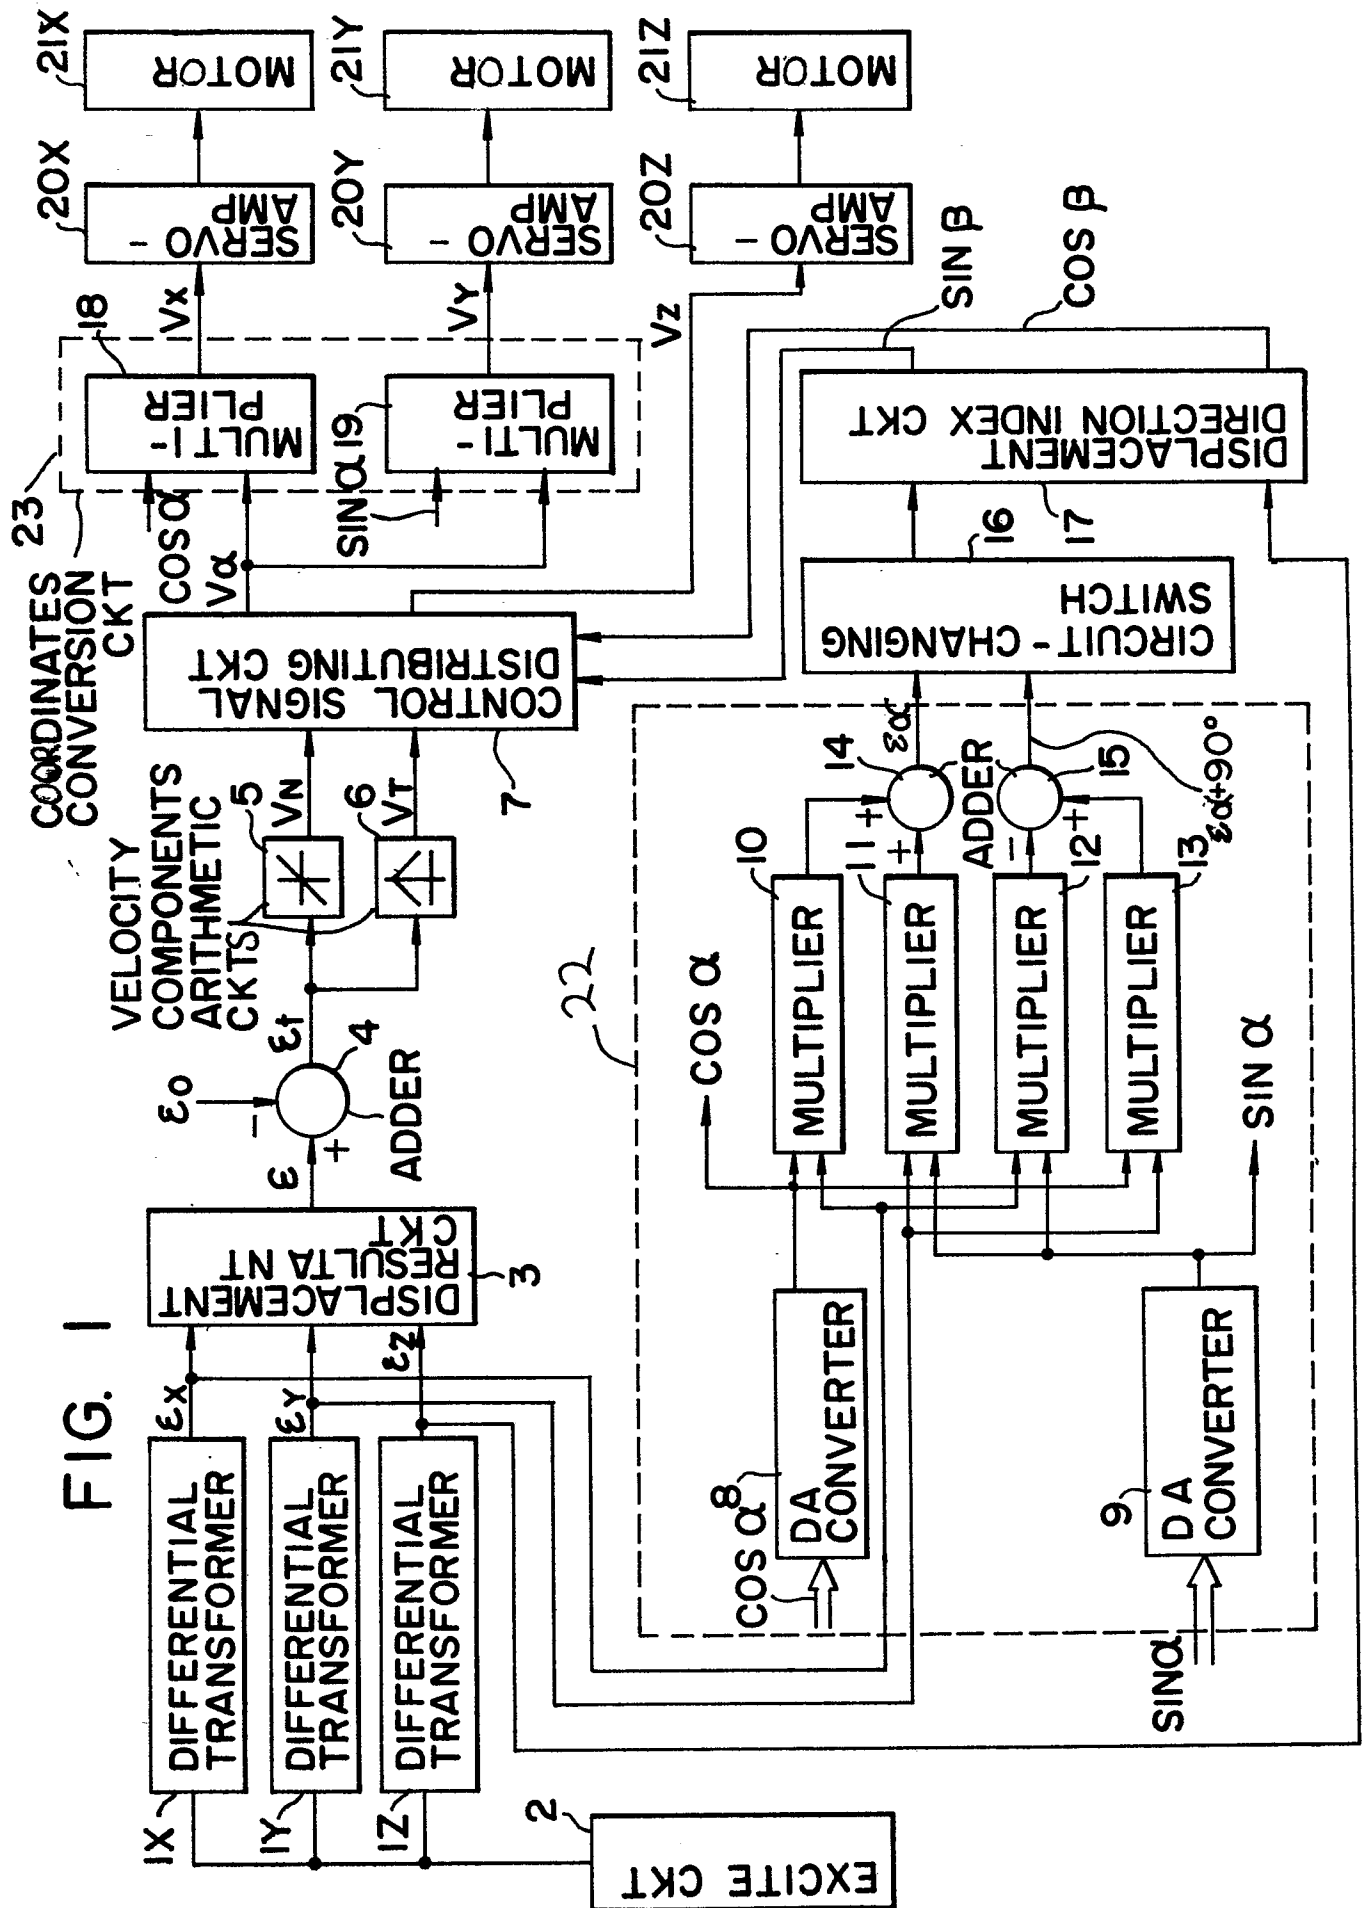 FIG. 1
1X
DIFFERENTIAL
TRANSFORMER
1Y
DIFFERENTIAL
TRANSFORMER
1Z
DIFFERENTIAL
TRANSFORMER
2
EXCITE CKT
εX
εY
εZ
DISPLACEMENT
RESULTA NT
CKT
3
ε
+
-
ε0
4
ADDER
εt
VELOCITY
COMPONENTS
ARITHMETIC
CKTS
5
VN
6
VT
CONTROL SIGNAL
DISTRIBUTING CKT
7
COORDINATES
CONVERSION
CKT
23
Vα
COS α
18
MULTI-
PLIER
SIN α
19
MULTI-
PLIER
VX
VY
VZ
20X
SERVO-
AMP
20Y
SERVO-
AMP
20Z
SERVO-
AMP
21X
MOTOR
21Y
MOTOR
21Z
MOTOR
22
COS α
8
DA
CONVERTER
SINα
9
DA
CONVERTER
COS α
SIN α
10
MULTIPLIER
11
MULTIPLIER
12
MULTIPLIER
13
MULTIPLIER
+
+
-
+
14
ADDER
15
εα
εα+90°
CIRCUIT-CHANGING
SWITCH
16
DISPLACEMENT
DIRECTION INDEX CKT
17
SIN β
COS β